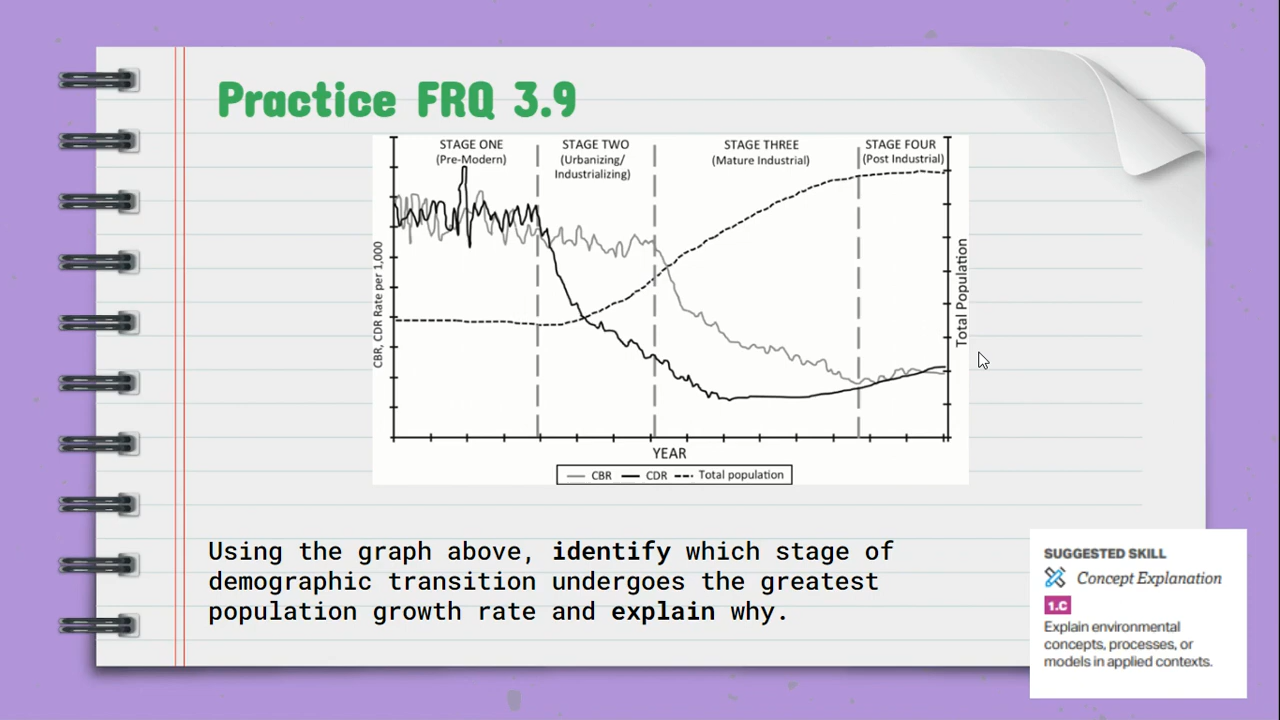 Practice FRQ 3.9
STAGE ONE
(Pre-Modern)
STAGE TWO
(Urbanizing/
Industrializing)
STAGE THREE
(Mature Industrial)
STAGE FOUR
(Post Industrial)
CBR, CDR Rate per 1,000
Total Population
YEAR
CBR CDR Total population
Using the graph above, identify which stage of
demographic transition undergoes the greatest
population growth rate and explain why.
SUGGESTED SKILL
Concept Explanation
1.C
Explain environmental
concepts, processes, or
models in applied contexts.